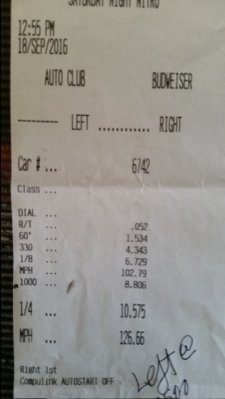 SATURDAY NIGHT NITRO
12:55 PM
18/SEP/2016
AUTO CLUB BUDWEISER
--------- LEFT ............ RIGHT
Car # ... 6742
Class ...
DIAL ...
R/T ... .052
60' ... 1.534
330 ... 4.343
1/8 ... 6.729
MPH ... 102.79
1000 ... 8.806
1/4 ... 10.575
MPH ... 126.66
Right 1st
Compulink AUTOSTART OFF
Left @